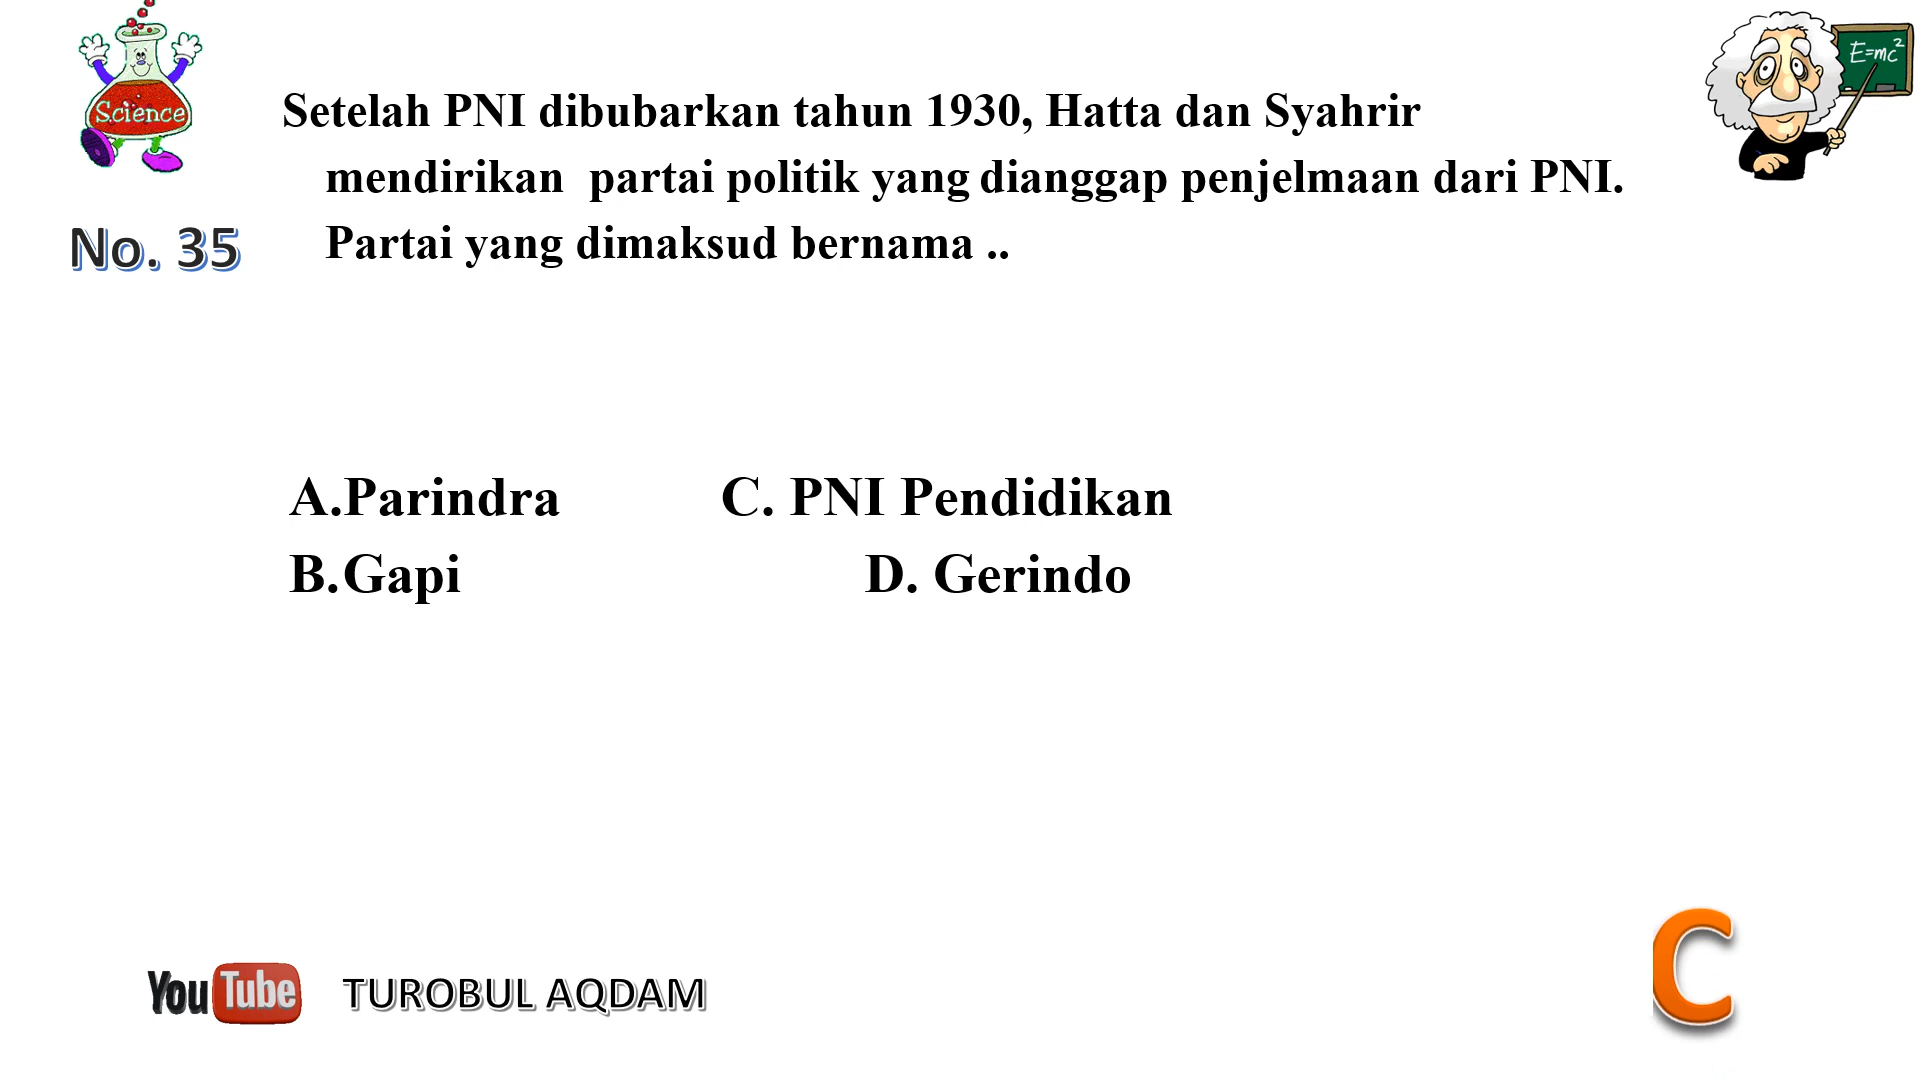 Science
E=mc²
Setelah PNI dibubarkan tahun 1930, Hatta dan Syahrir
mendirikan  partai politik yang dianggap penjelmaan dari PNI.
Partai yang dimaksud bernama ..
No. 35
A.Parindra C. PNI Pendidikan
B.Gapi D. Gerindo
YouTube TUROBUL AQDAM
C